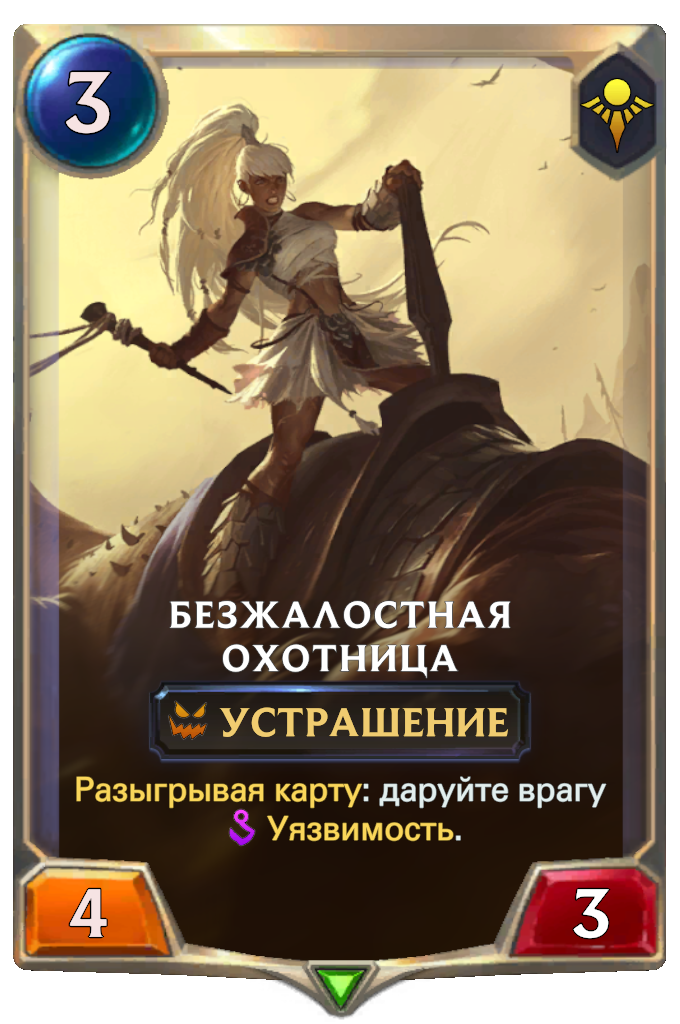 3
БЕЗЖАЛОСТНАЯ
ОХОТНИЦА
УСТРАШЕНИЕ
Разыгрывая карту: даруйте врагу
Уязвимость.
4
3